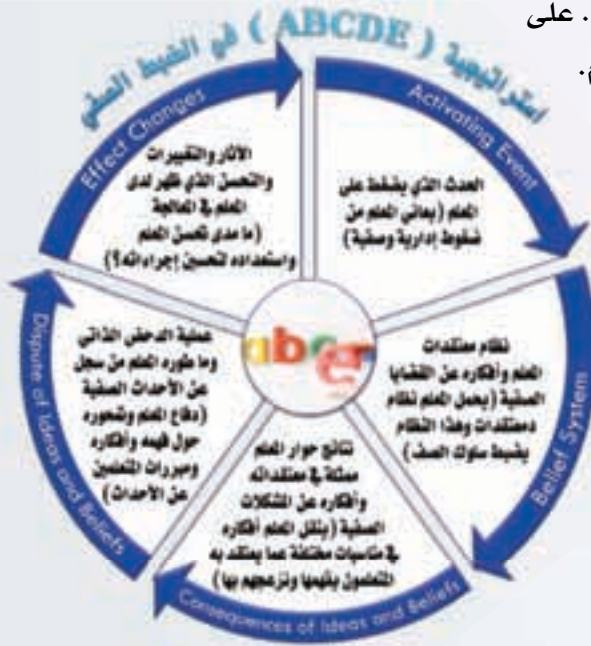 . على
م.
استراتيجية ( ABCDE ) في الضبط الصفي
Activating Event
الحدث الذي يضغط على
المعلم (يعاني المعلم من
ضغوط إدارية وصفية)
Belief System
نظام معتقدات
المعلم وأفكاره عن القضايا
الصفية (يحمل المعلم نظام
معتقدات وهذا النظام
يضبط سلوك الصف)
Consequences of Ideas and Beliefs
نتائج حوار المعلم
ممثلة في معتقداته
وأفكاره عن المشكلات
الصفية (ينقل المعلم أفكاره
في مناسبات مختلفة عما يعتقد به
المتعلمون بفهمها وتزعجهم بها)
Dispute of Ideas and Beliefs
عملية الدحض الذاتي
وما طوره المعلم من سجل
عن الأحداث الصفية
(دفاع المعلم وشعوره
حول فهمه وأفكاره
ومبررات المتعلمين
عن الأحداث)
Effect Changes
الآثار والتغييرات
والتحسن الذي ظهر لدى
المعلم في المعالجة
(ما مدى تحسن المعلم
واستعداده لتحسين إجراءاته؟)